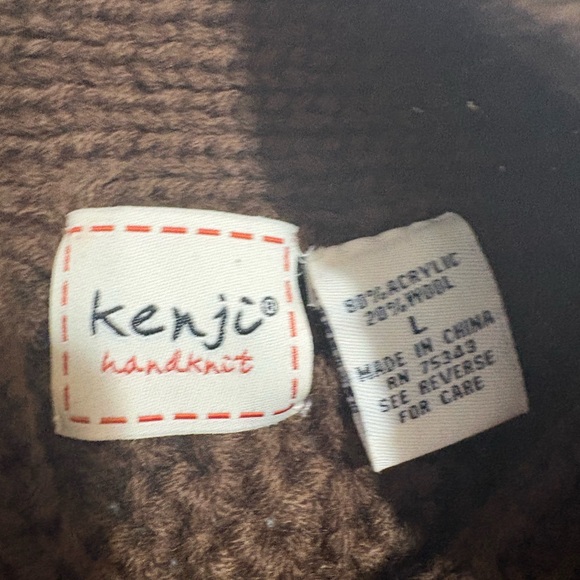 kenji®
handknit
80% ACRYLIC
20% WOOL
L
MADE IN CHINA
RN 75343
SEE REVERSE
FOR CARE